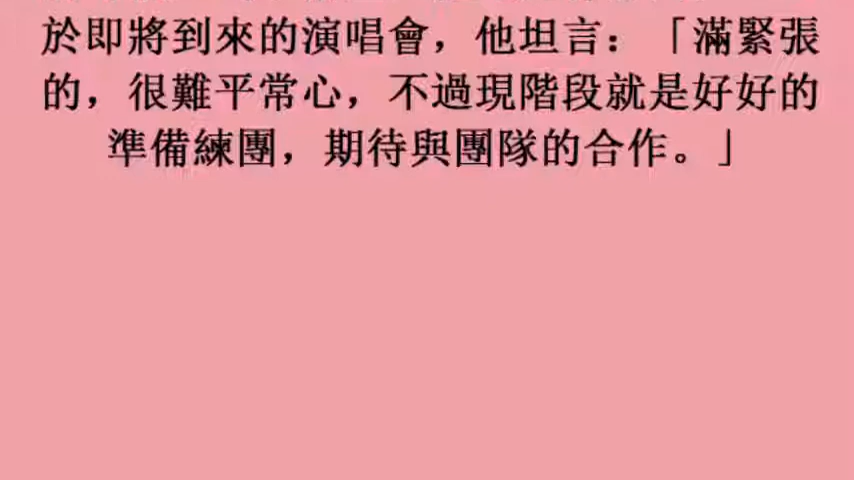 於即將到來的演唱會，他坦言：「滿緊張
的，很難平常心，不過現階段就是好好的
準備練團，期待與團隊的合作。」